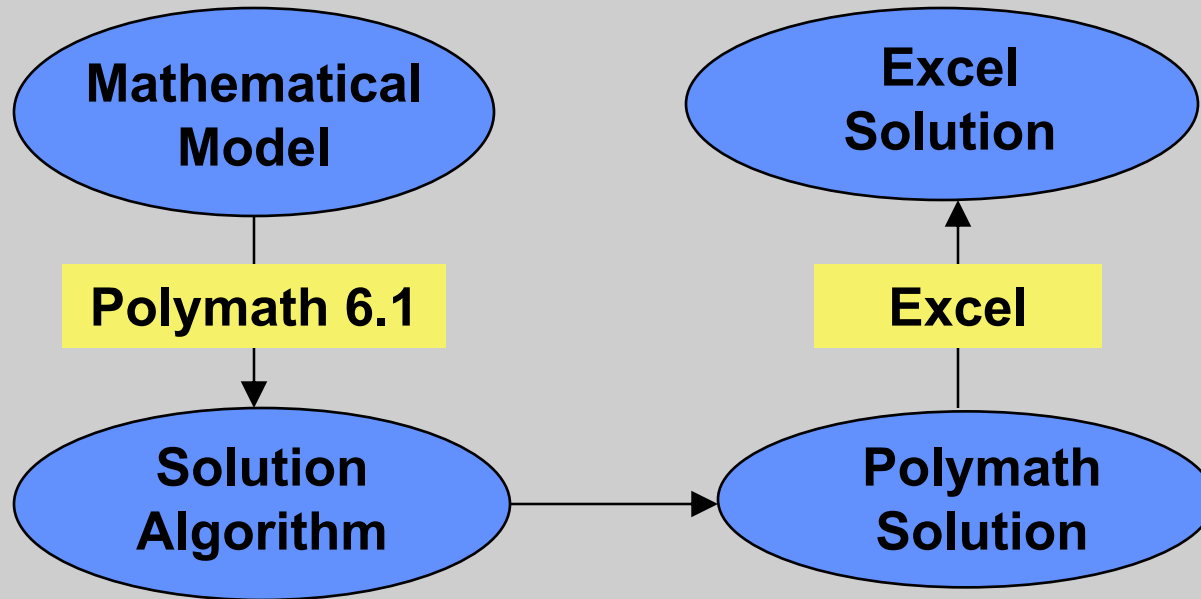 Mathematical
Model
Polymath 6.1
Solution
Algorithm
Polymath
Solution
Excel
Excel
Solution